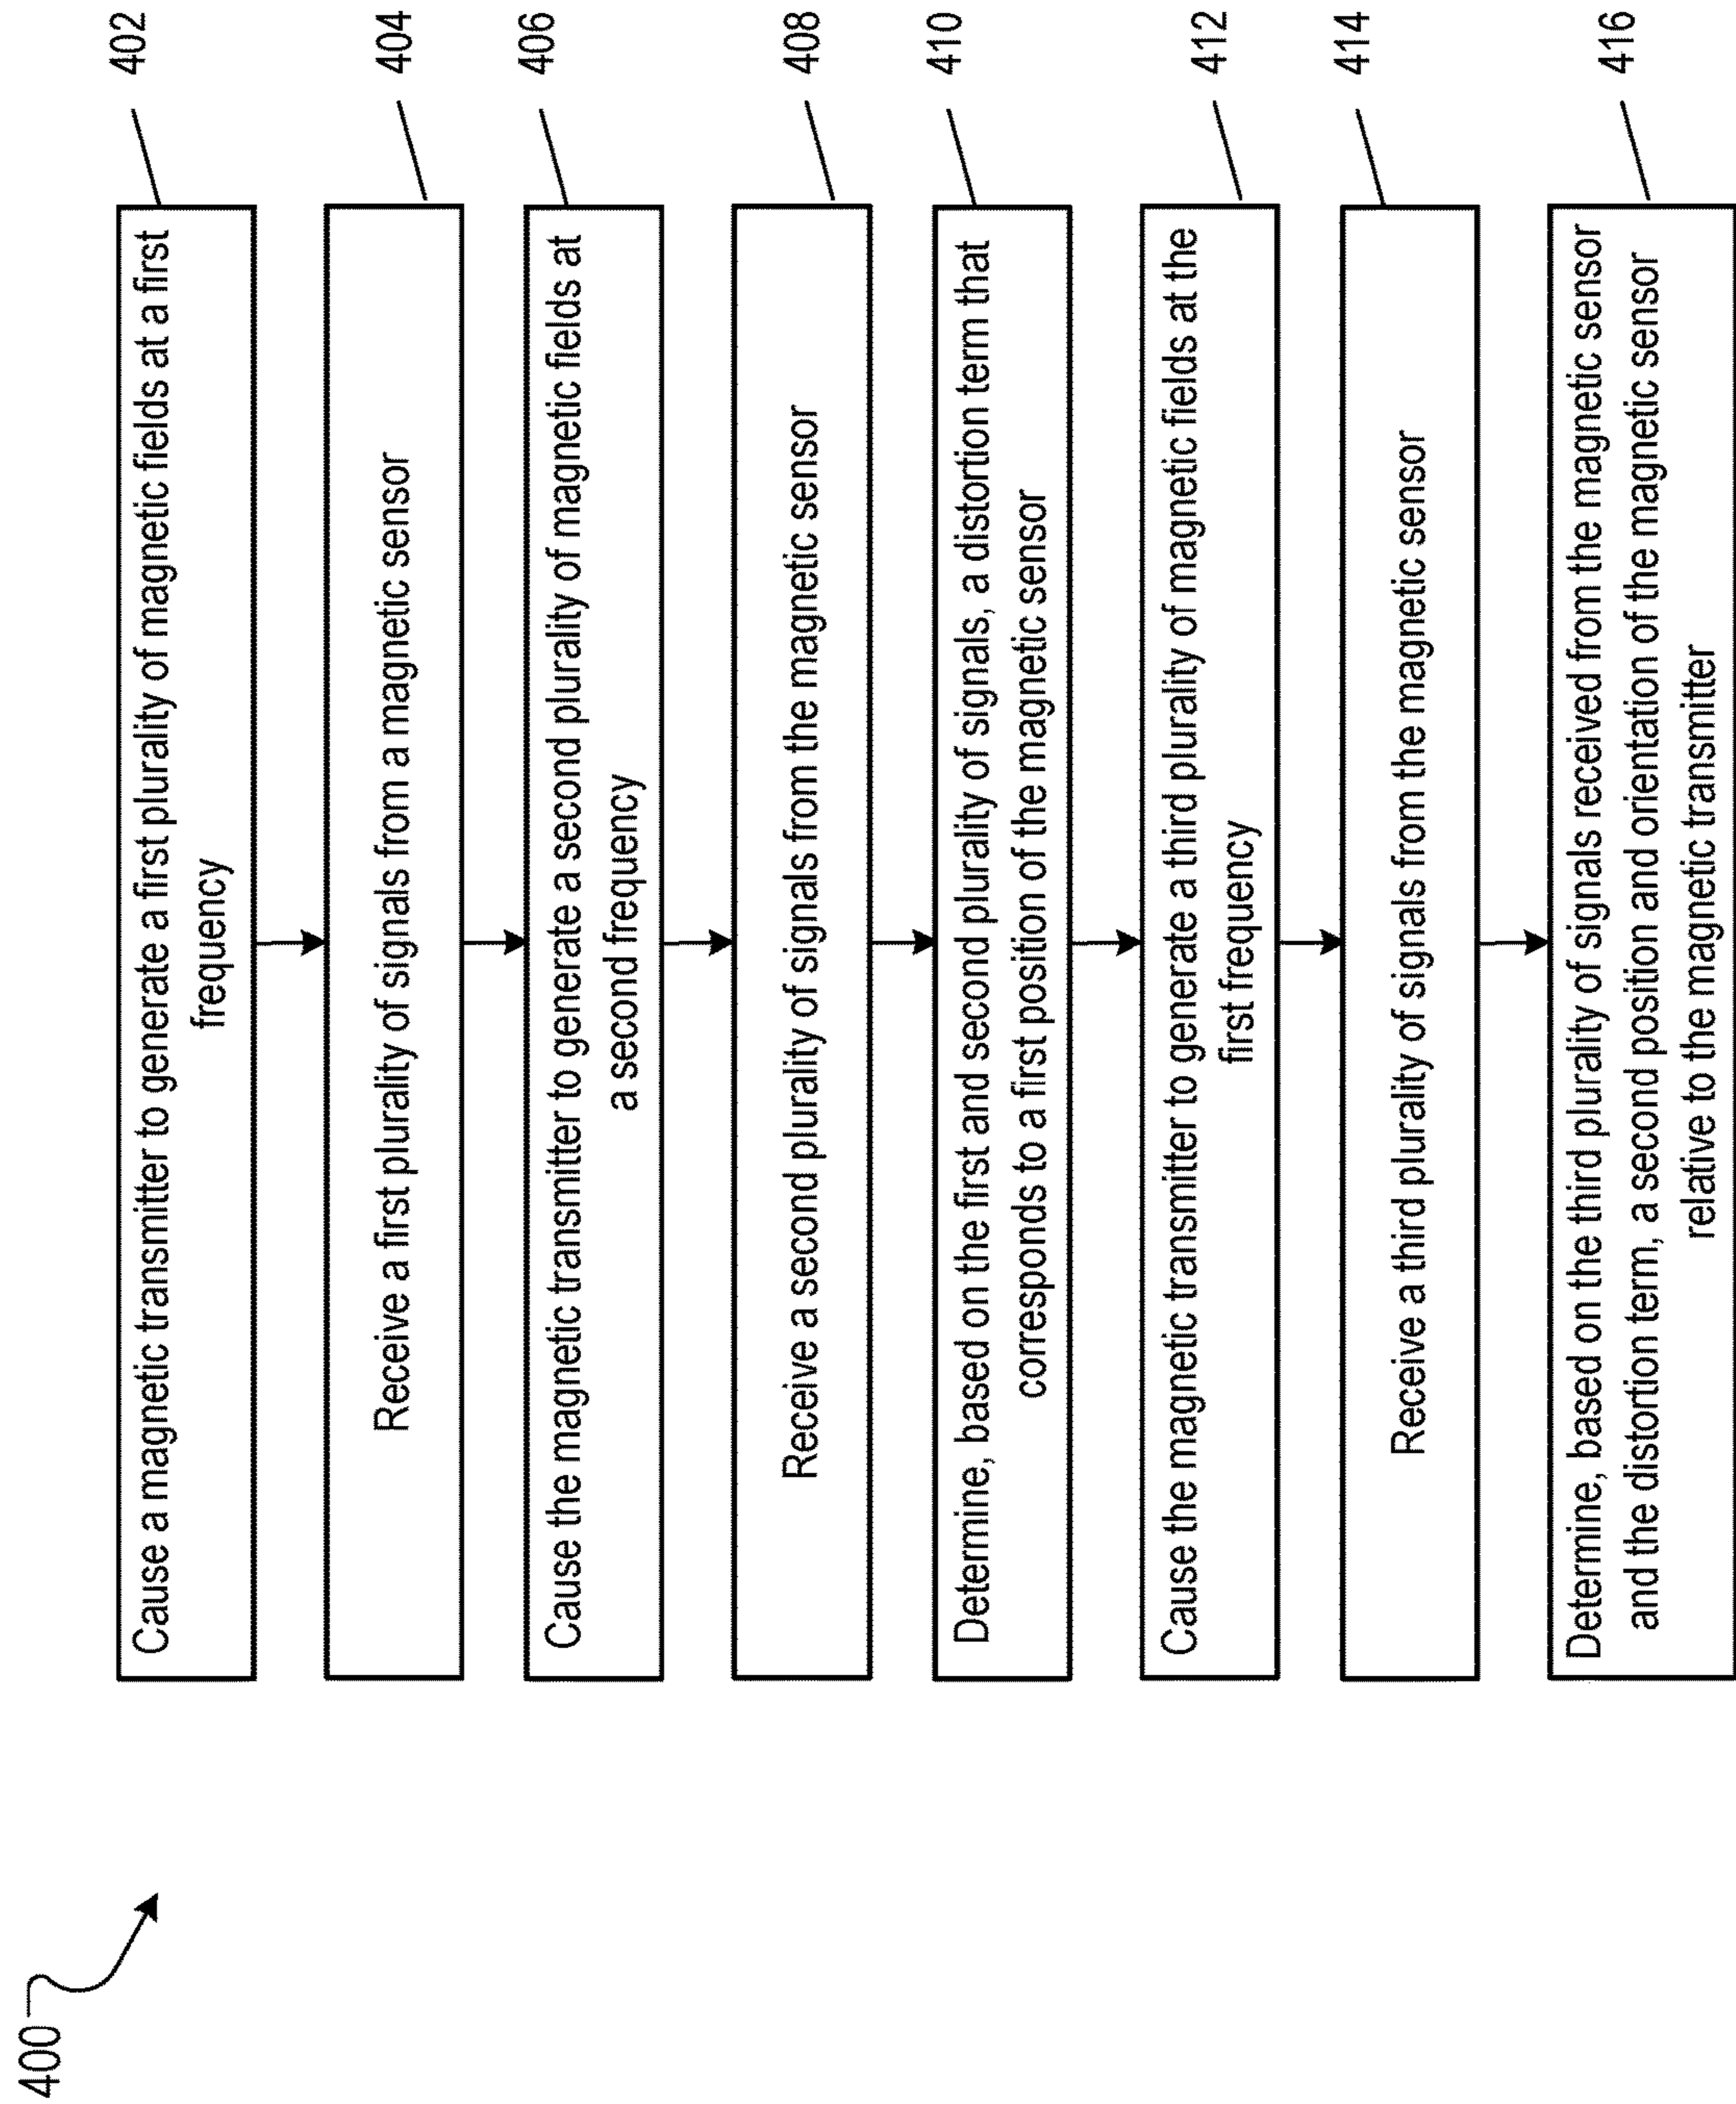 400
Cause a magnetic transmitter to generate a first plurality of magnetic fields at a first
frequency
402
Receive a first plurality of signals from a magnetic sensor
404
Cause the magnetic transmitter to generate a second plurality of magnetic fields at
a second frequency
406
Receive a second plurality of signals from the magnetic sensor
408
Determine, based on the first and second plurality of signals, a distortion term that
corresponds to a first position of the magnetic sensor
410
Cause the magnetic transmitter to generate a third plurality of magnetic fields at the
first frequency
412
Receive a third plurality of signals from the magnetic sensor
414
Determine, based on the third plurality of signals received from the magnetic sensor
and the distortion term, a second position and orientation of the magnetic sensor
relative to the magnetic transmitter
416